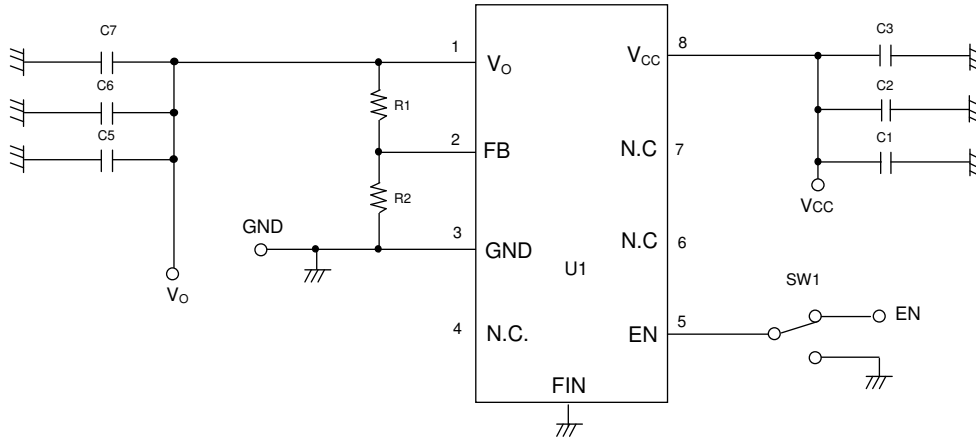 C7
C6
C5
1
VO
R1
2
FB
R2
GND
3
GND
VO
4
N.C.
U1
FIN
8
VCC
C3
C2
C1
N.C
7
VCC
N.C
6
SW1
5
EN
EN